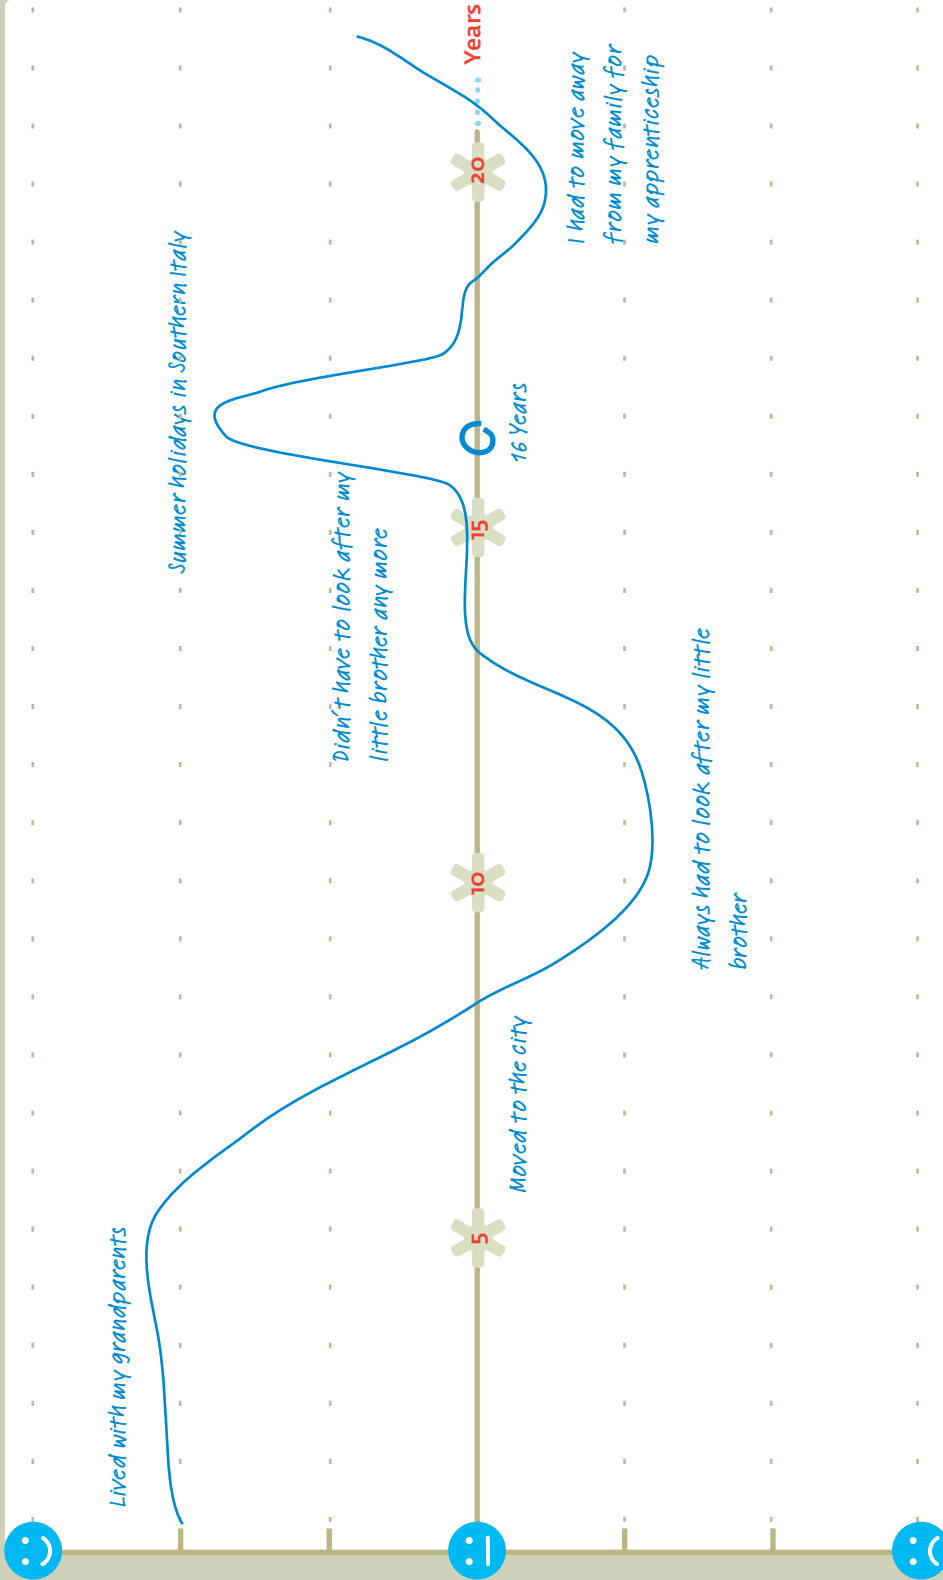 Lived with my grandparents
Summer holidays in Southern Italy
Didn't have to look after my
little brother any more
5
10
15
20
Years
Moved to the city
16 Years
I had to move away
from my family for
my apprenticeship
Always had to look after my little
brother